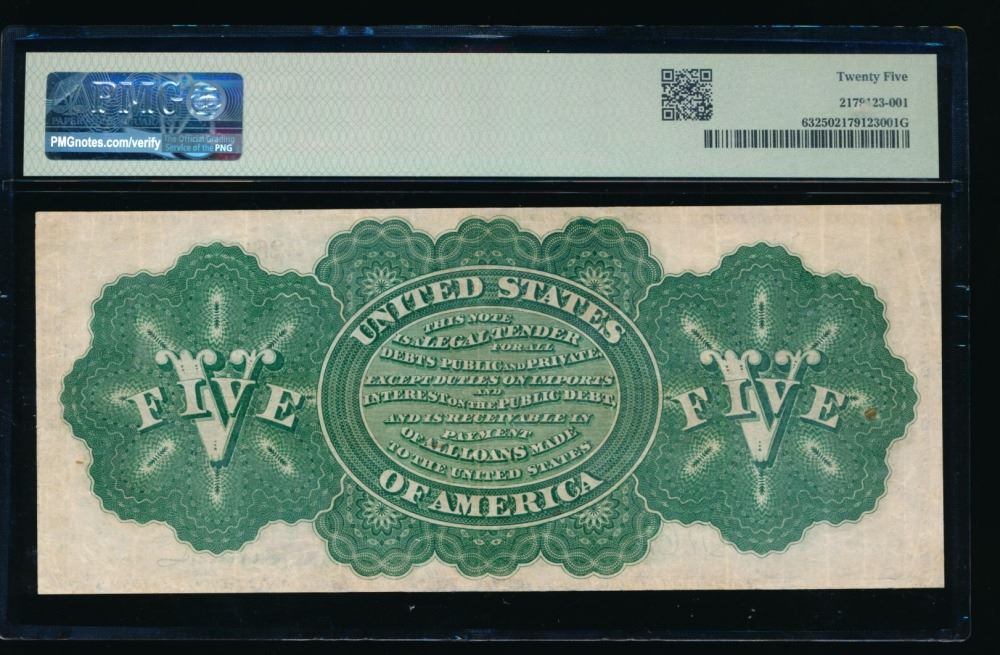 PMG
PMGnotes.com/verify
The Official Grading
Service of the PNG
Twenty Five
2179123-001
632502179123001G
UNITED STATES
THIS NOTE
IS A LEGAL TENDER
FOR ALL
DEBTS PUBLIC AND PRIVATE,
EXCEPT DUTIES ON IMPORTS
AND
INTEREST ON THE PUBLIC DEBT,
AND IS RECEIVABLE IN
PAYMENT
OF ALL LOANS MADE
TO THE UNITED STATES
OF AMERICA
V
FIVE
V
FIVE